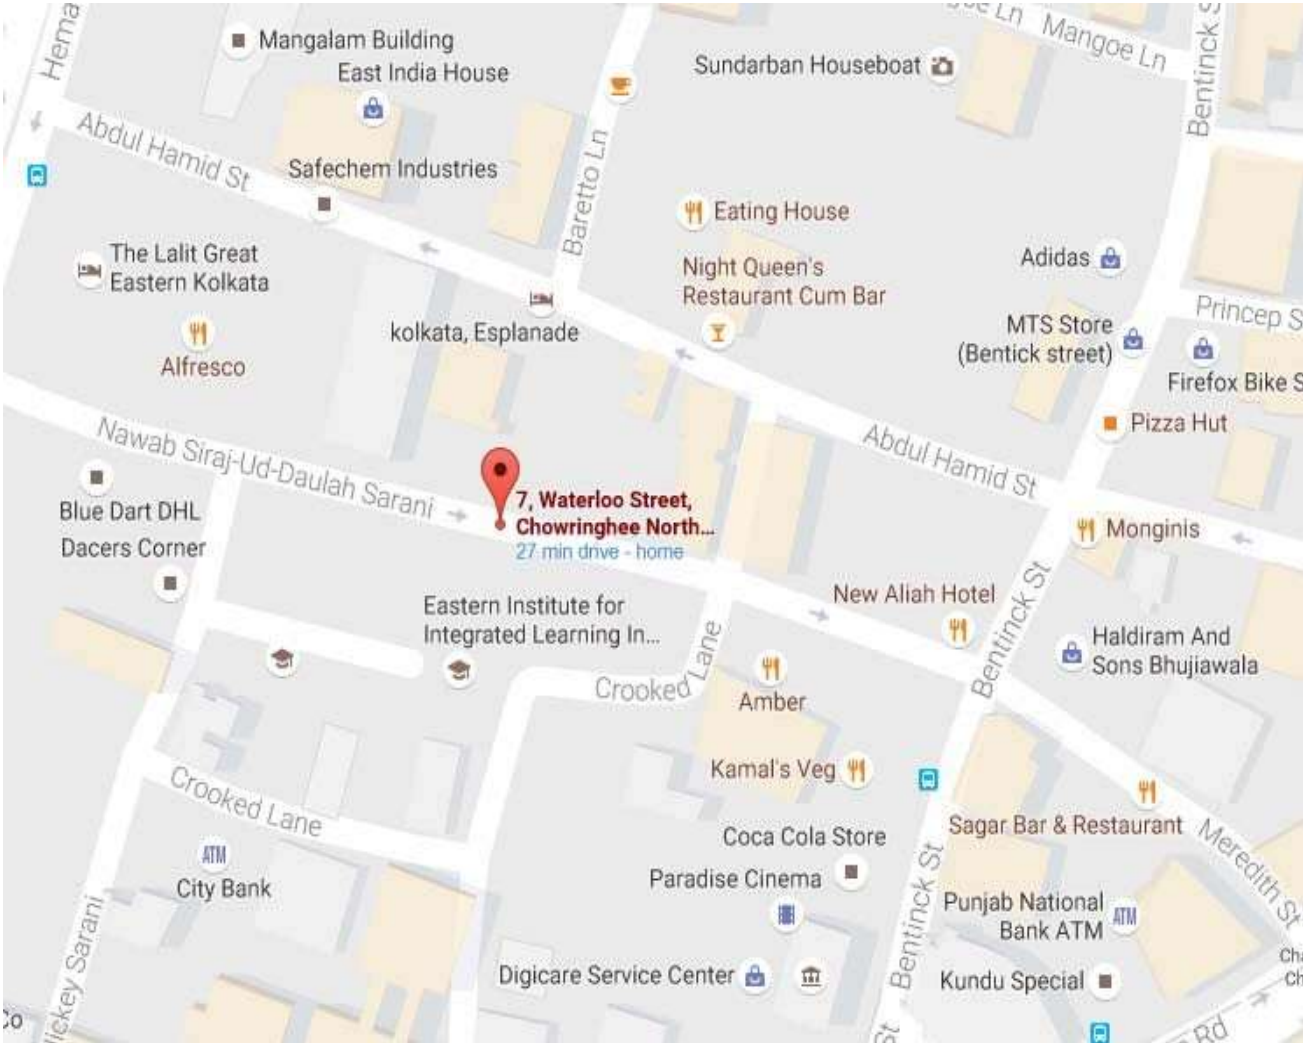 Hema
Mangalam Building
East India House
Abdul Hamid St
Safechem Industries
Baretto Ln
Sundarban Houseboat
Ln
Mangoe Ln
Bentinck S
Eating House
The Lalit Great
Eastern Kolkata
Night Queen's
Restaurant Cum Bar
Adidas
kolkata, Esplanade
MTS Store
(Bentick street)
Princep S
Alfresco
Firefox Bike S
Pizza Hut
Nawab Siraj-Ud-Daulah Sarani
Abdul Hamid St
Blue Dart DHL
Dacers Corner
7, Waterloo Street,
Chowringhee North...
27 min drive - home
Monginis
Eastern Institute for
Integrated Learning In...
New Aliah Hotel
Bentinck St
Haldiram And
Sons Bhujiawala
Crooked Lane
Amber
Kamal's Veg
Crooked Lane
Sagar Bar & Restaurant
Meredith St
Coca Cola Store
Paradise Cinema
ATM
City Bank
Punjab National
Bank ATM
ATM
Bentinck St
Digicare Service Center
Kundu Special
Cha
Ch
ickey Sarani
Co
St
Rd